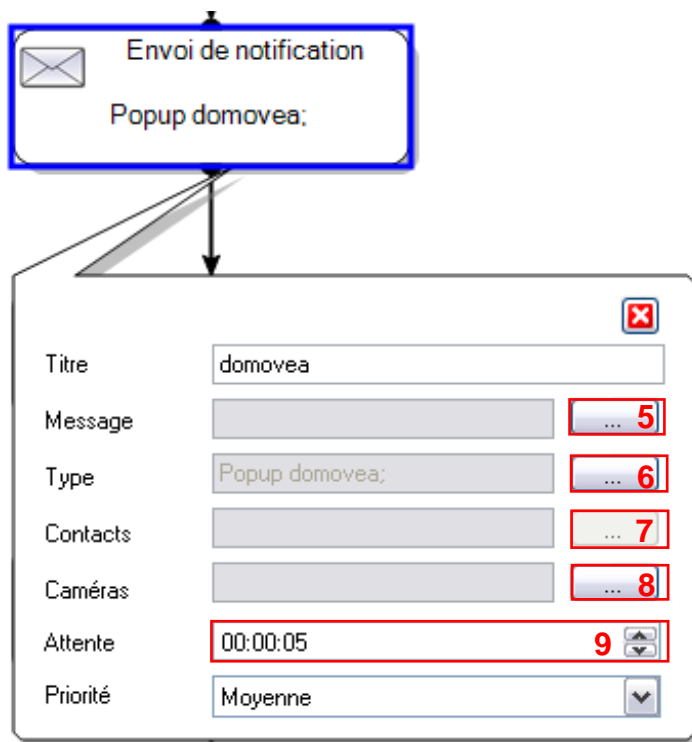 Envoi de notification
Popup domovea;
Titre domovea
Message ... 5
Type Popup domovea; ... 6
Contacts ... 7
Caméras ... 8
Attente 00:00:05 9
Priorité Moyenne